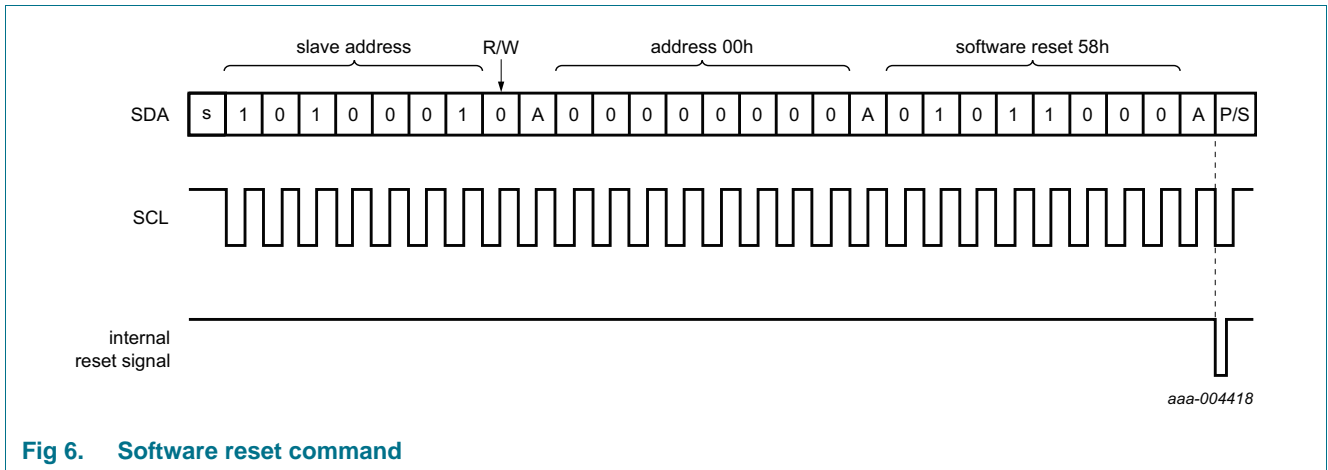 slave address R/W address 00h software reset 58h
SDA s 1 0 1 0 0 0 1 0 A 0 0 0 0 0 0 0 0 A 0 1 0 1 1 0 0 0 A P/S
SCL
internal
reset signal
aaa-004418
Fig 6. Software reset command